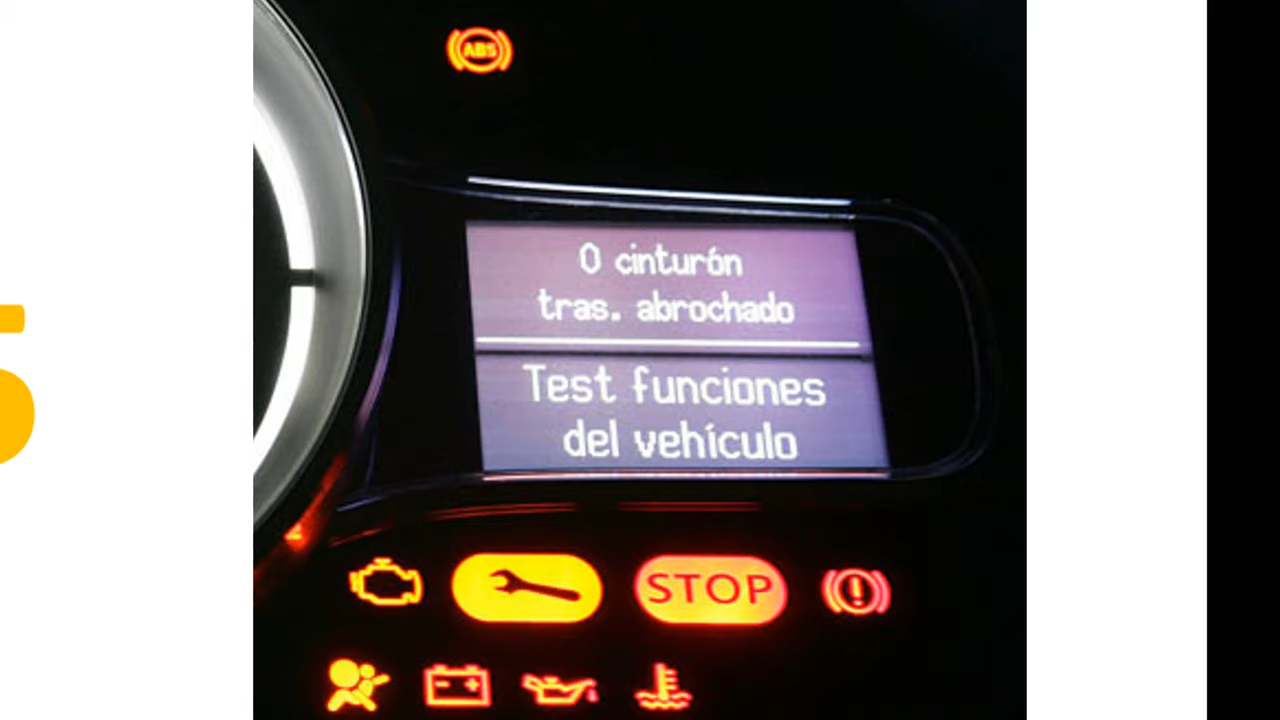 ABS
0 cinturón
tras. abrochado
Test funciones
del vehículo
STOP